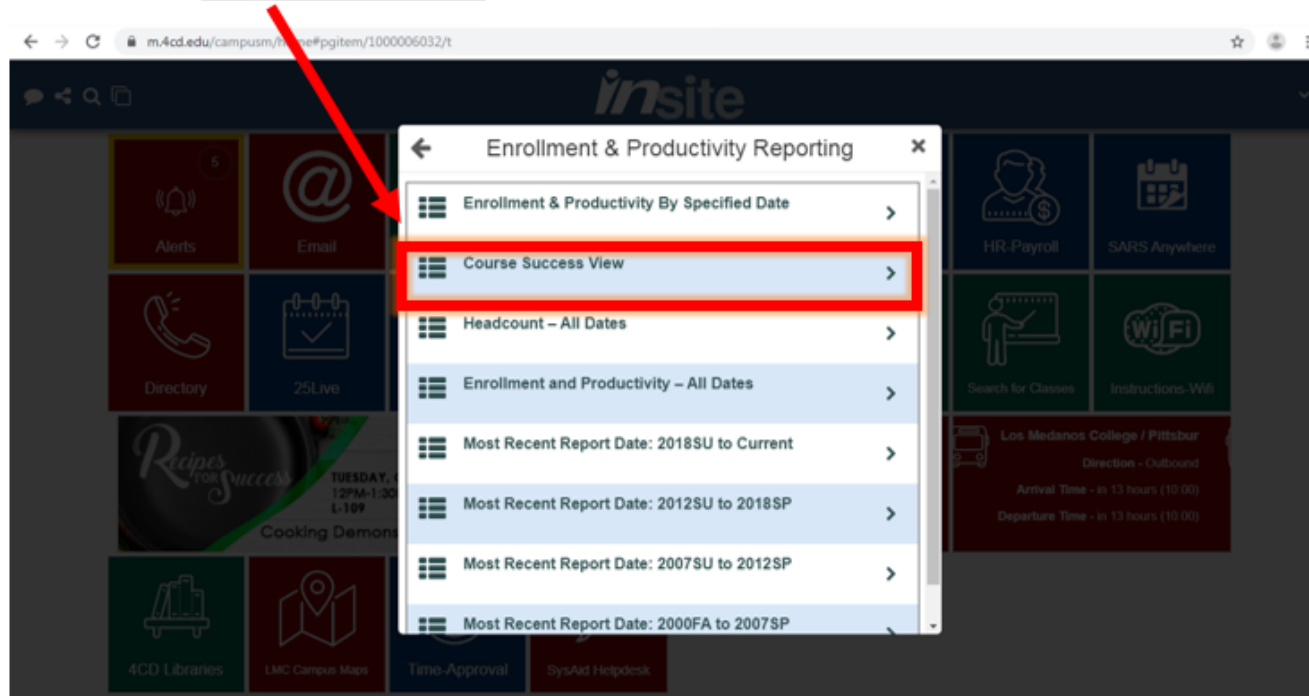 m.4cd.edu/campusm/h me#pgitem/1000006032/t
insite
Enrollment & Productivity Reporting
Enrollment & Productivity By Specified Date
Course Success View
Headcount – All Dates
Enrollment and Productivity – All Dates
Most Recent Report Date: 2018SU to Current
Most Recent Report Date: 2012SU to 2018SP
Most Recent Report Date: 2007SU to 2012SP
Most Recent Report Date: 2000FA to 2007SP
5
Alerts
Email
HR-Payroll
SARS Anywhere
Directory
25Live
Search for Classes
WiFi
Instructions-Wifi
Recipes
FOR Success
TUESDAY,
12PM-1:30
L-109
Cooking Demons
Los Medanos College / Pittsbur
Direction - Outbound
Arrival Time - in 13 hours (10:00)
Departure Time - in 13 hours (10:00)
4CD Libraries
LMC Campus Maps
Time-Approval
SysAid Helpdesk